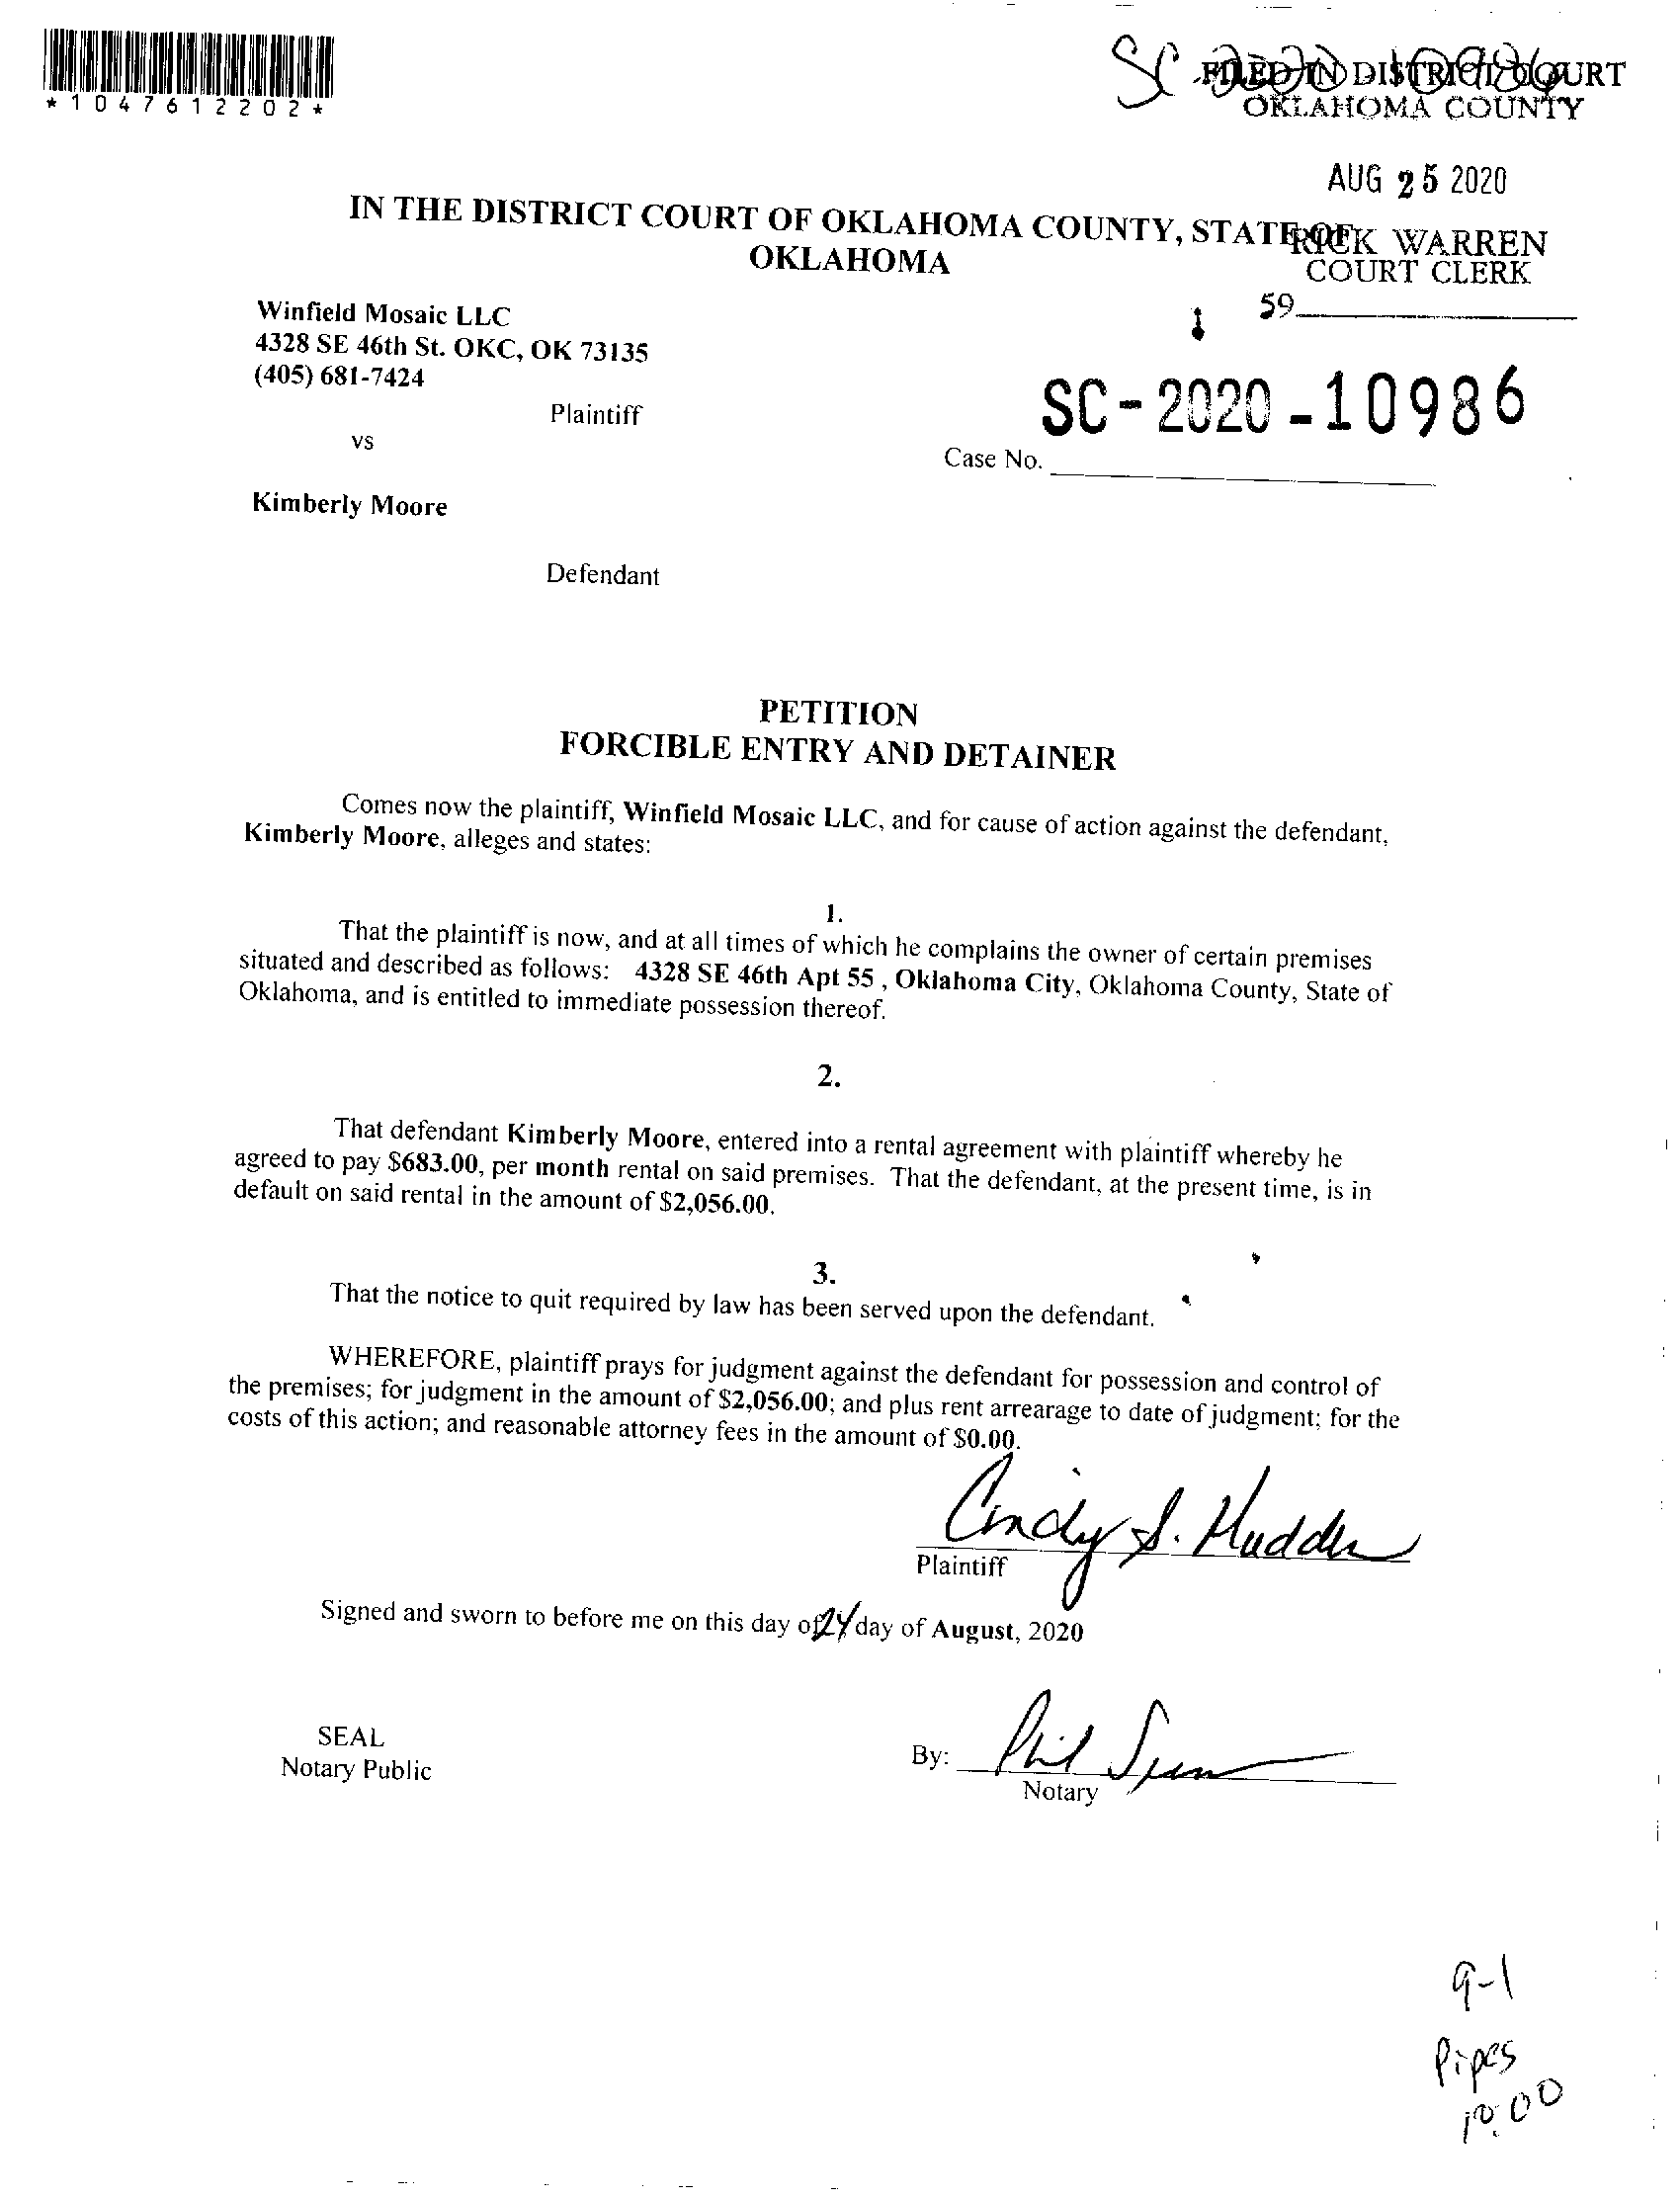 *1047612202*
SC 2020 10986
FILED IN DISTRICT COURT
OKLAHOMA COUNTY
AUG 25 2020
RICK WARREN
COURT CLERK
59
IN THE DISTRICT COURT OF OKLAHOMA COUNTY, STATE OF
OKLAHOMA
Winfield Mosaic LLC
4328 SE 46th St. OKC, OK 73135
(405) 681-7424
Plaintiff
vs
SC-2020-10986
Case No.
Kimberly Moore
Defendant
PETITION
FORCIBLE ENTRY AND DETAINER
Comes now the plaintiff, Winfield Mosaic LLC, and for cause of action against the defendant,
Kimberly Moore, alleges and states:
1.
That the plaintiff is now, and at all times of which he complains the owner of certain premises
situated and described as follows: 4328 SE 46th Apt 55 , Oklahoma City, Oklahoma County, State of
Oklahoma, and is entitled to immediate possession thereof.
2.
That defendant Kimberly Moore, entered into a rental agreement with plaintiff whereby he
agreed to pay $683.00, per month rental on said premises. That the defendant, at the present time, is in
default on said rental in the amount of $2,056.00.
3.
That the notice to quit required by law has been served upon the defendant.
WHEREFORE, plaintiff prays for judgment against the defendant for possession and control of
the premises; for judgment in the amount of $2,056.00; and plus rent arrearage to date of judgment; for the
costs of this action; and reasonable attorney fees in the amount of $0.00.
Cindy S. Hudden
Plaintiff
Signed and sworn to before me on this day of 24 day of August, 2020
SEAL
Notary Public
By: Phil
Notary
9-1
Pipes
10:00